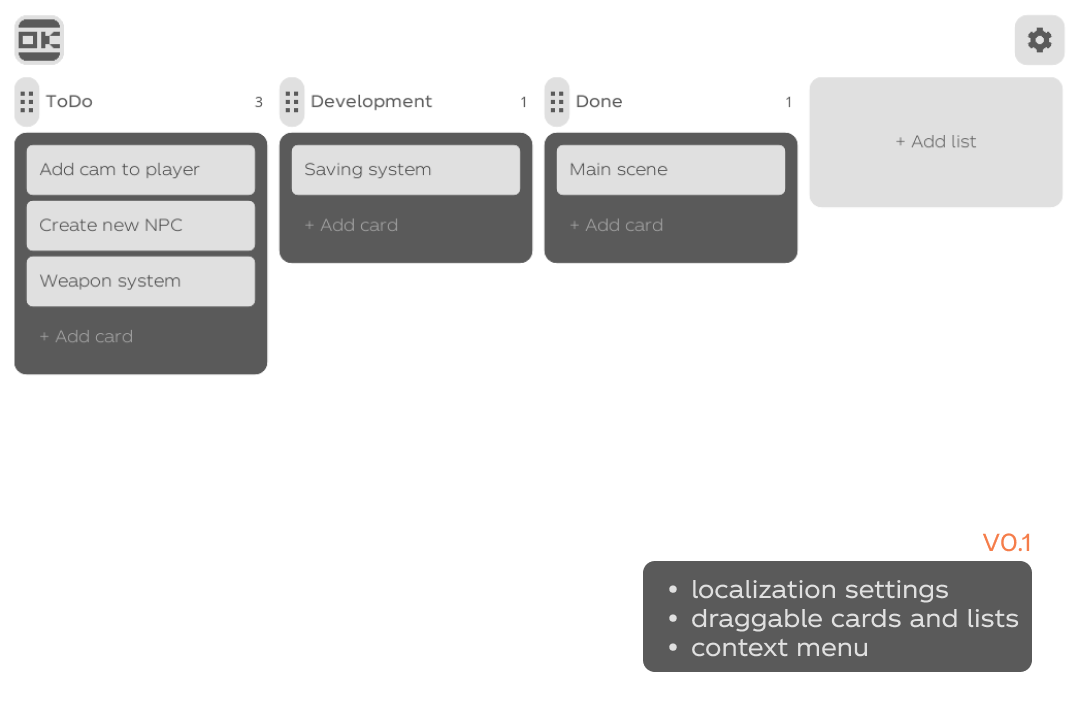 OK
ToDo 3
Development 1
Done 1
+ Add list
Add cam to player
Create new NPC
Weapon system
+ Add card
Saving system
+ Add card
Main scene
+ Add card
V0.1
• localization settings
• draggable cards and lists
• context menu